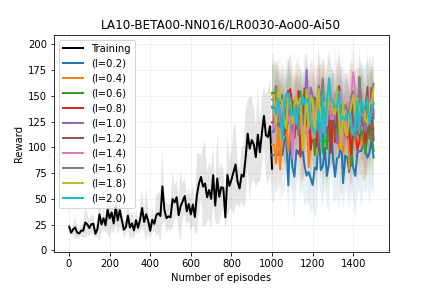 LA10-BETA00-NN016/LR0030-Ao00-Ai50
200
175
150
125
100
75
50
25
0
Reward
Training
(I=0.2)
(I=0.4)
(I=0.6)
(I=0.8)
(I=1.0)
(I=1.2)
(I=1.4)
(I=1.6)
(I=1.8)
(I=2.0)
0 200 400 600 800 1000 1200 1400
Number of episodes